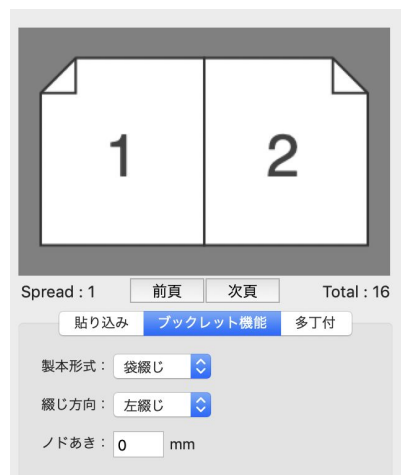 1 2
Spread : 1 前頁 次頁 Total : 16
貼り込み ブックレット機能 多丁付
製本形式： 袋綴じ
綴じ方向： 左綴じ
ノドあき： 0 mm